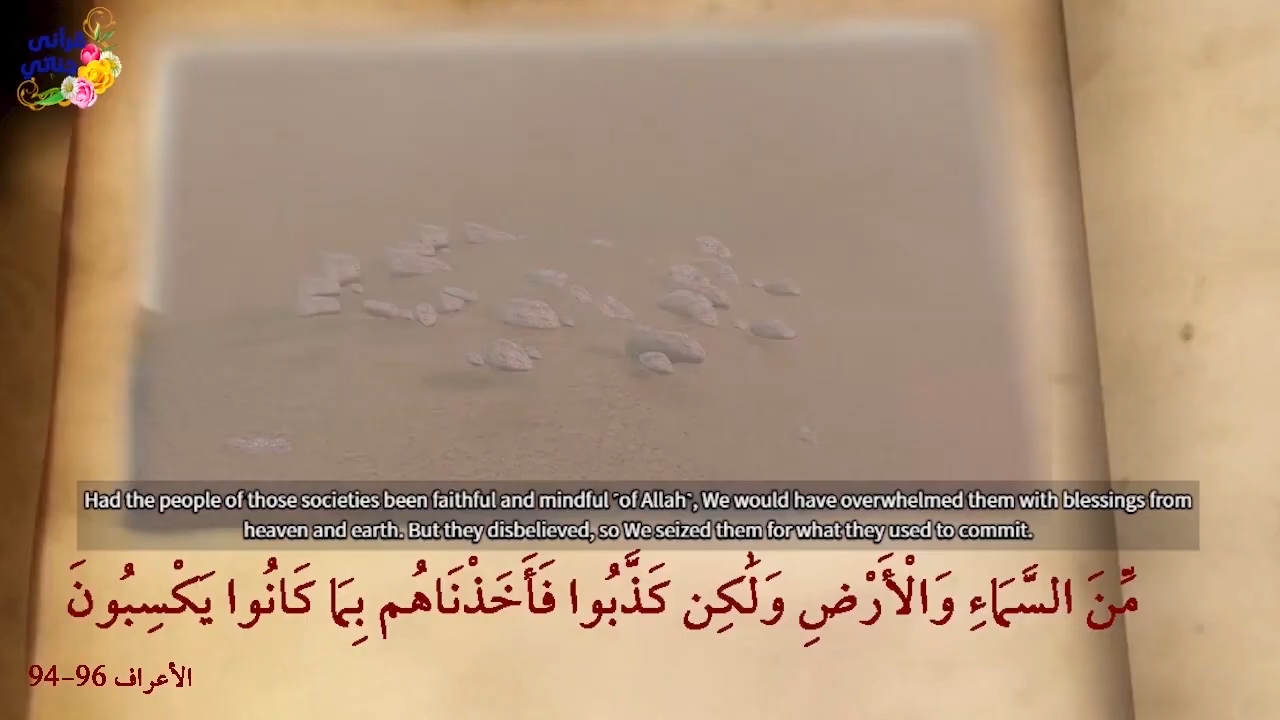 قرآنى
حياتي
Had the people of those societies been faithful and mindful ˹of Allah˺, We would have overwhelmed them with blessings from
heaven and earth. But they disbelieved, so We seized them for what they used to commit.
مِّنَ السَّمَاءِ وَالْأَرْضِ وَلَٰكِن كَذَّبُوا فَأَخَذْنَاهُم بِمَا كَانُوا يَكْسِبُونَ
الأعراف 96-94